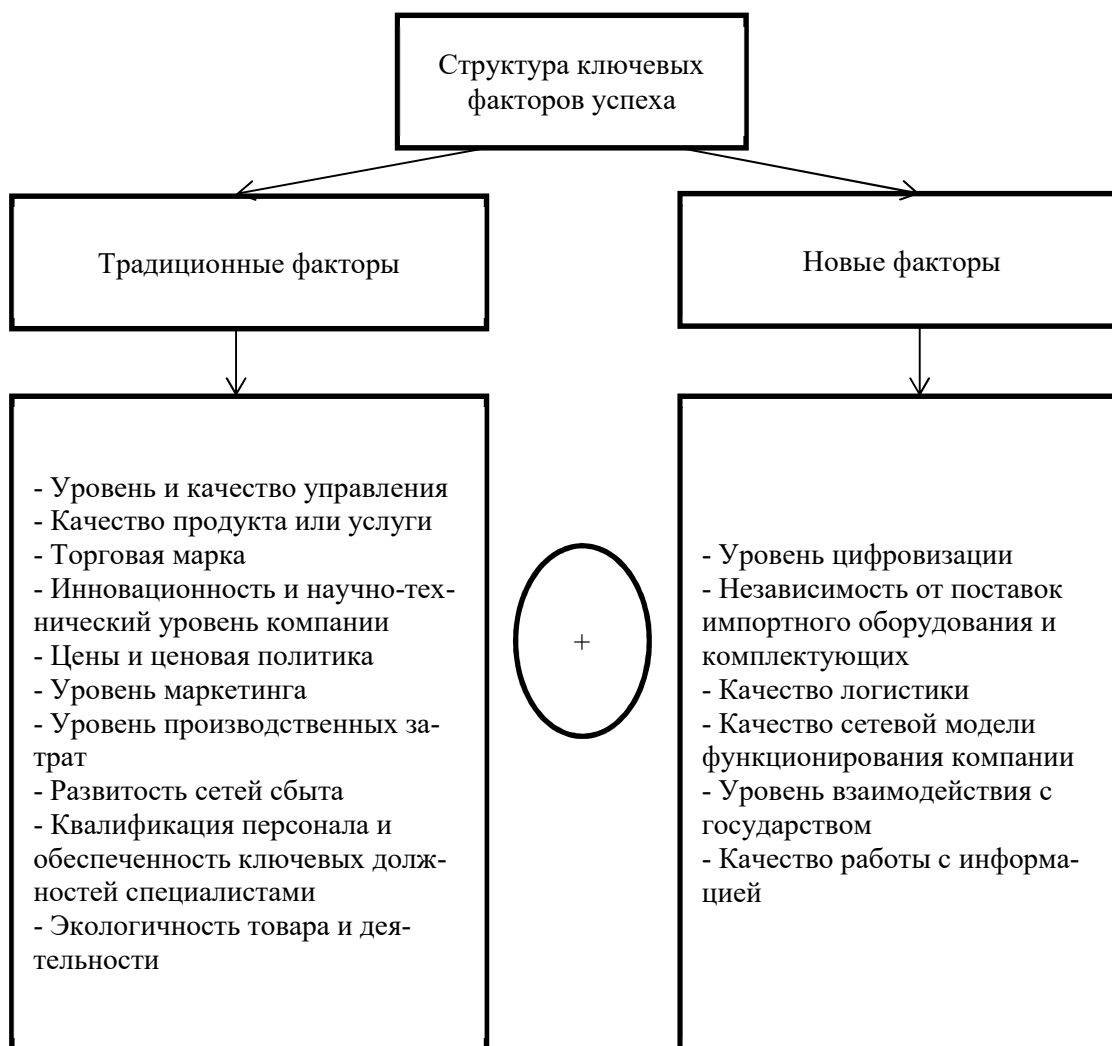 Структура ключевых
факторов успеха
Традиционные факторы
Новые факторы
- Уровень и качество управления
- Качество продукта или услуги
- Торговая марка
- Инновационность и научно-тех-
нический уровень компании
- Цены и ценовая политика
- Уровень маркетинга
- Уровень производственных за-
трат
- Развитость сетей сбыта
- Квалификация персонала и
обеспеченность ключевых долж-
ностей специалистами
- Экологичность товара и дея-
тельности
+
- Уровень цифровизации
- Независимость от поставок
импортного оборудования и
комплектующих
- Качество логистики
- Качество сетевой модели
функционирования компании
- Уровень взаимодействия с
государством
- Качество работы с информа-
цией